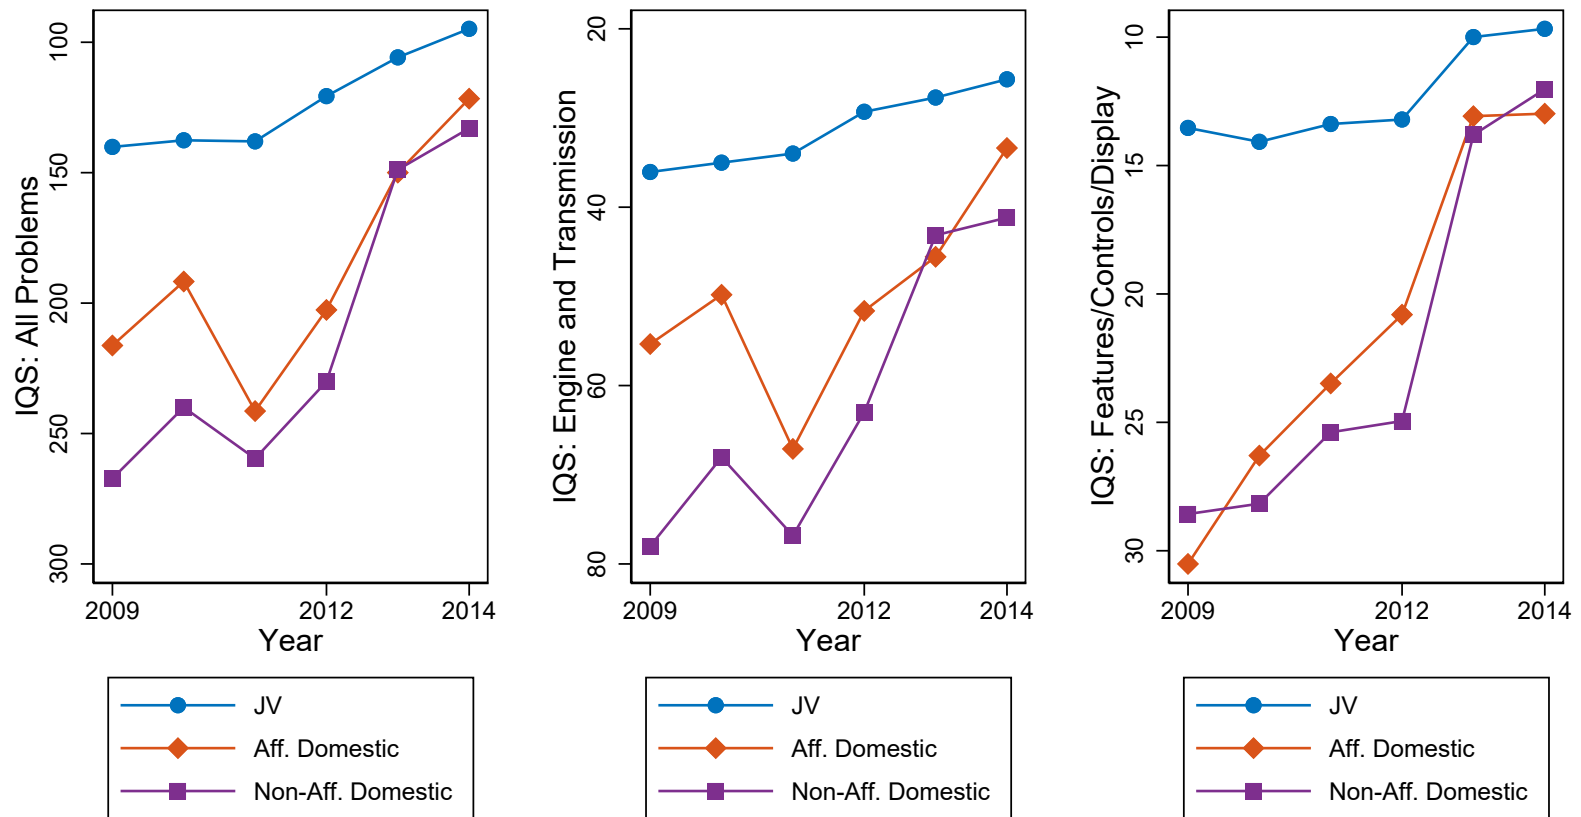 IQS: All Problems
100
150
200
250
300
2009
2012
2014
Year
JV
Aff. Domestic
Non-Aff. Domestic
IQS: Engine and Transmission
20
40
60
80
2009
2012
2014
Year
JV
Aff. Domestic
Non-Aff. Domestic
IQS: Features/Controls/Display
10
15
20
25
30
2009
2012
2014
Year
JV
Aff. Domestic
Non-Aff. Domestic